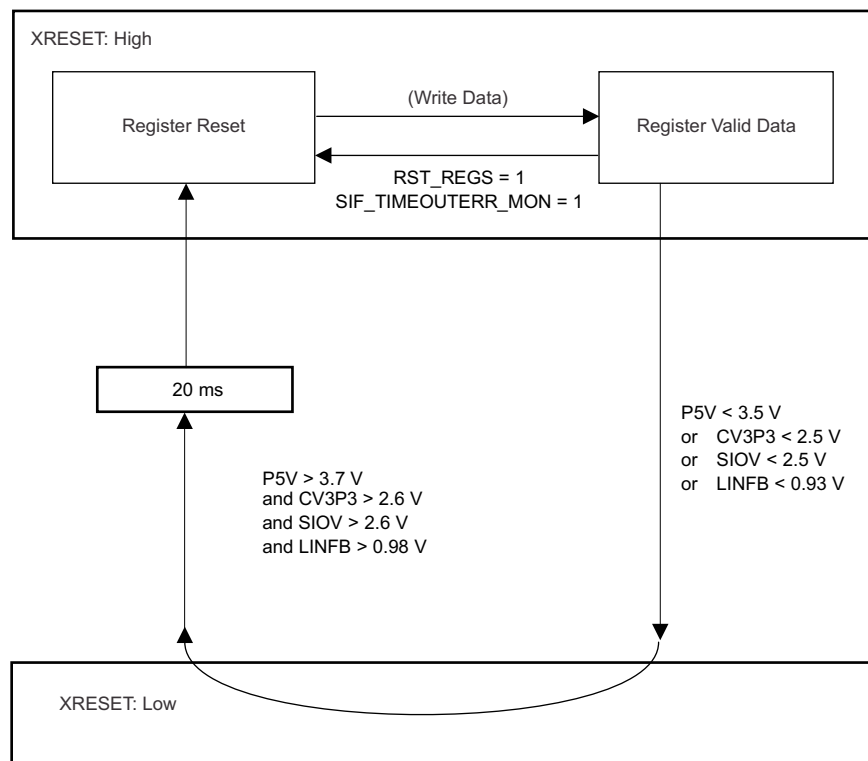 XRESET: High
Register Reset
(Write Data)
Register Valid Data
RST_REGS = 1
SIF_TIMEOUTERR_MON = 1
20 ms
P5V > 3.7 V
and CV3P3 > 2.6 V
and SIOV > 2.6 V
and LINFB > 0.98 V
P5V < 3.5 V
or CV3P3 < 2.5 V
or SIOV < 2.5 V
or LINFB < 0.93 V
XRESET: Low